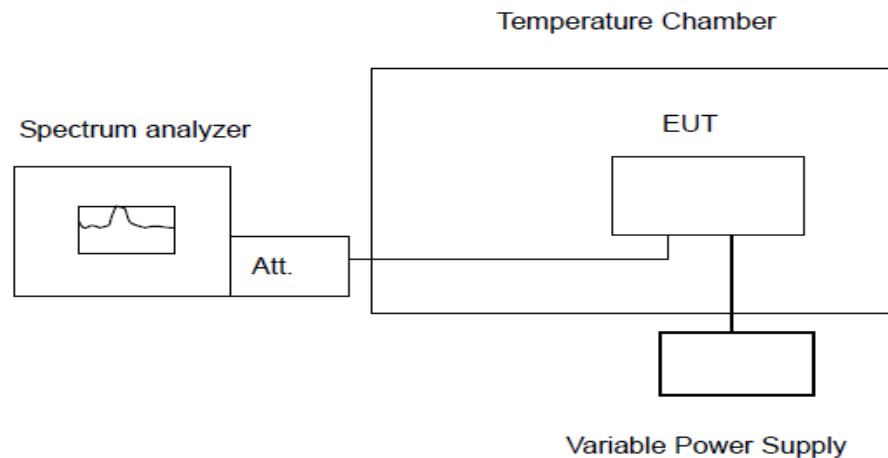 Temperature Chamber
Spectrum analyzer
EUT
Att.
Variable Power Supply